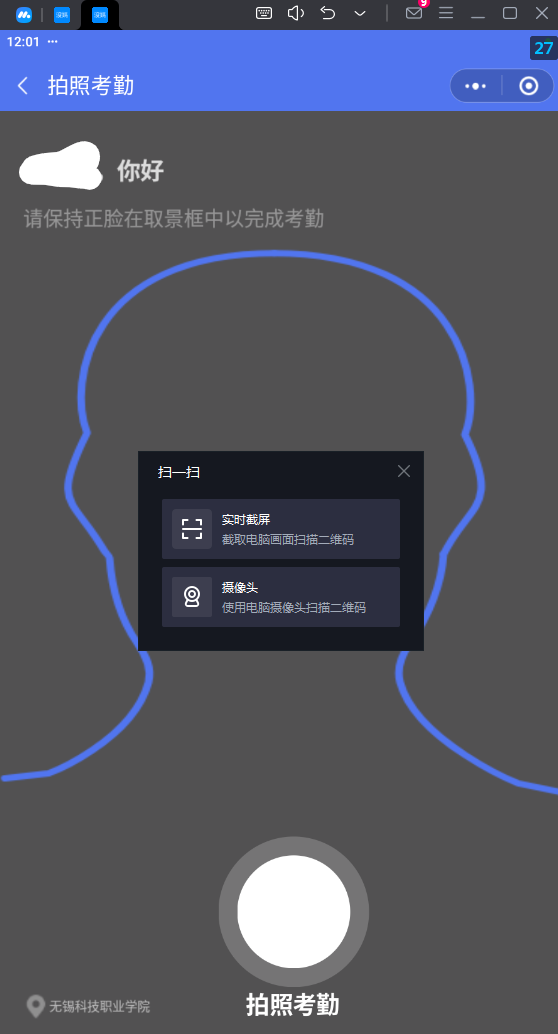 9
12:01 ···
27
拍照考勤
你好
请保持正脸在取景框中以完成考勤
扫一扫
实时截屏
截取电脑画面扫描二维码
摄像头
使用电脑摄像头扫描二维码
无锡科技职业学院
拍照考勤